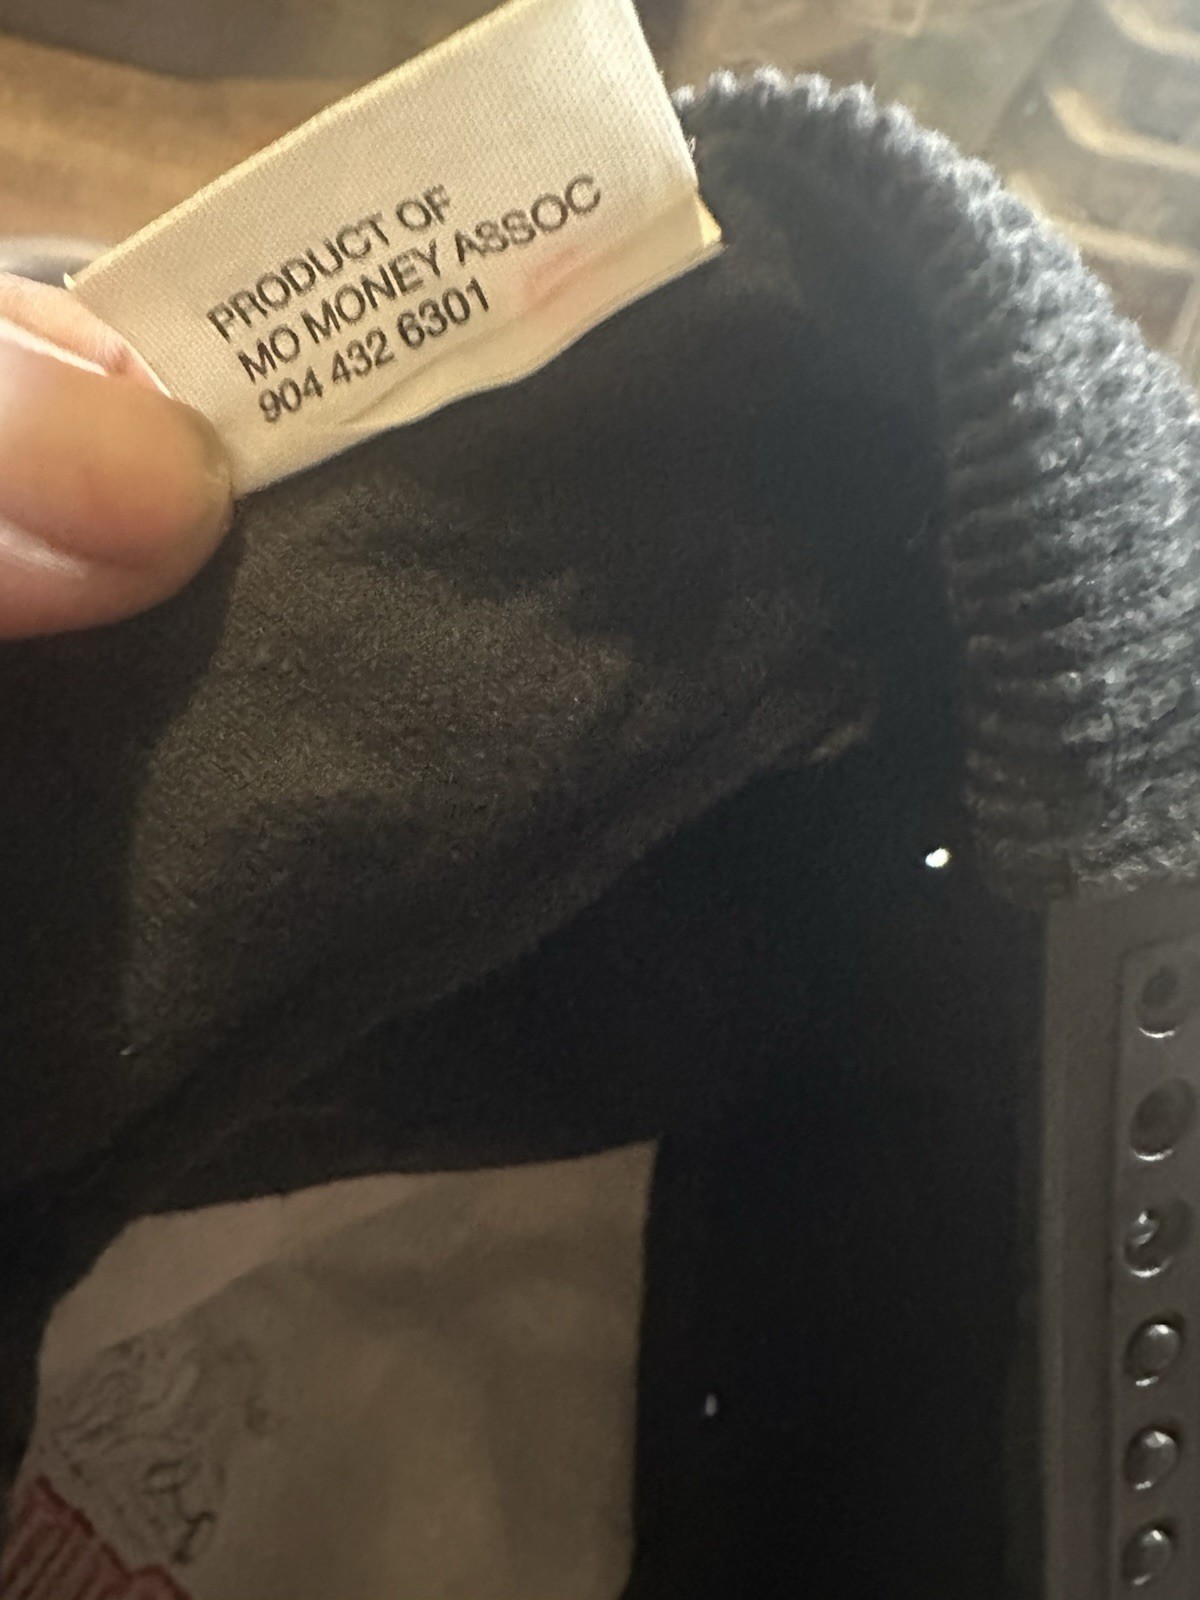 PRODUCT OF
MO MONEY ASSOC
904 432 6301